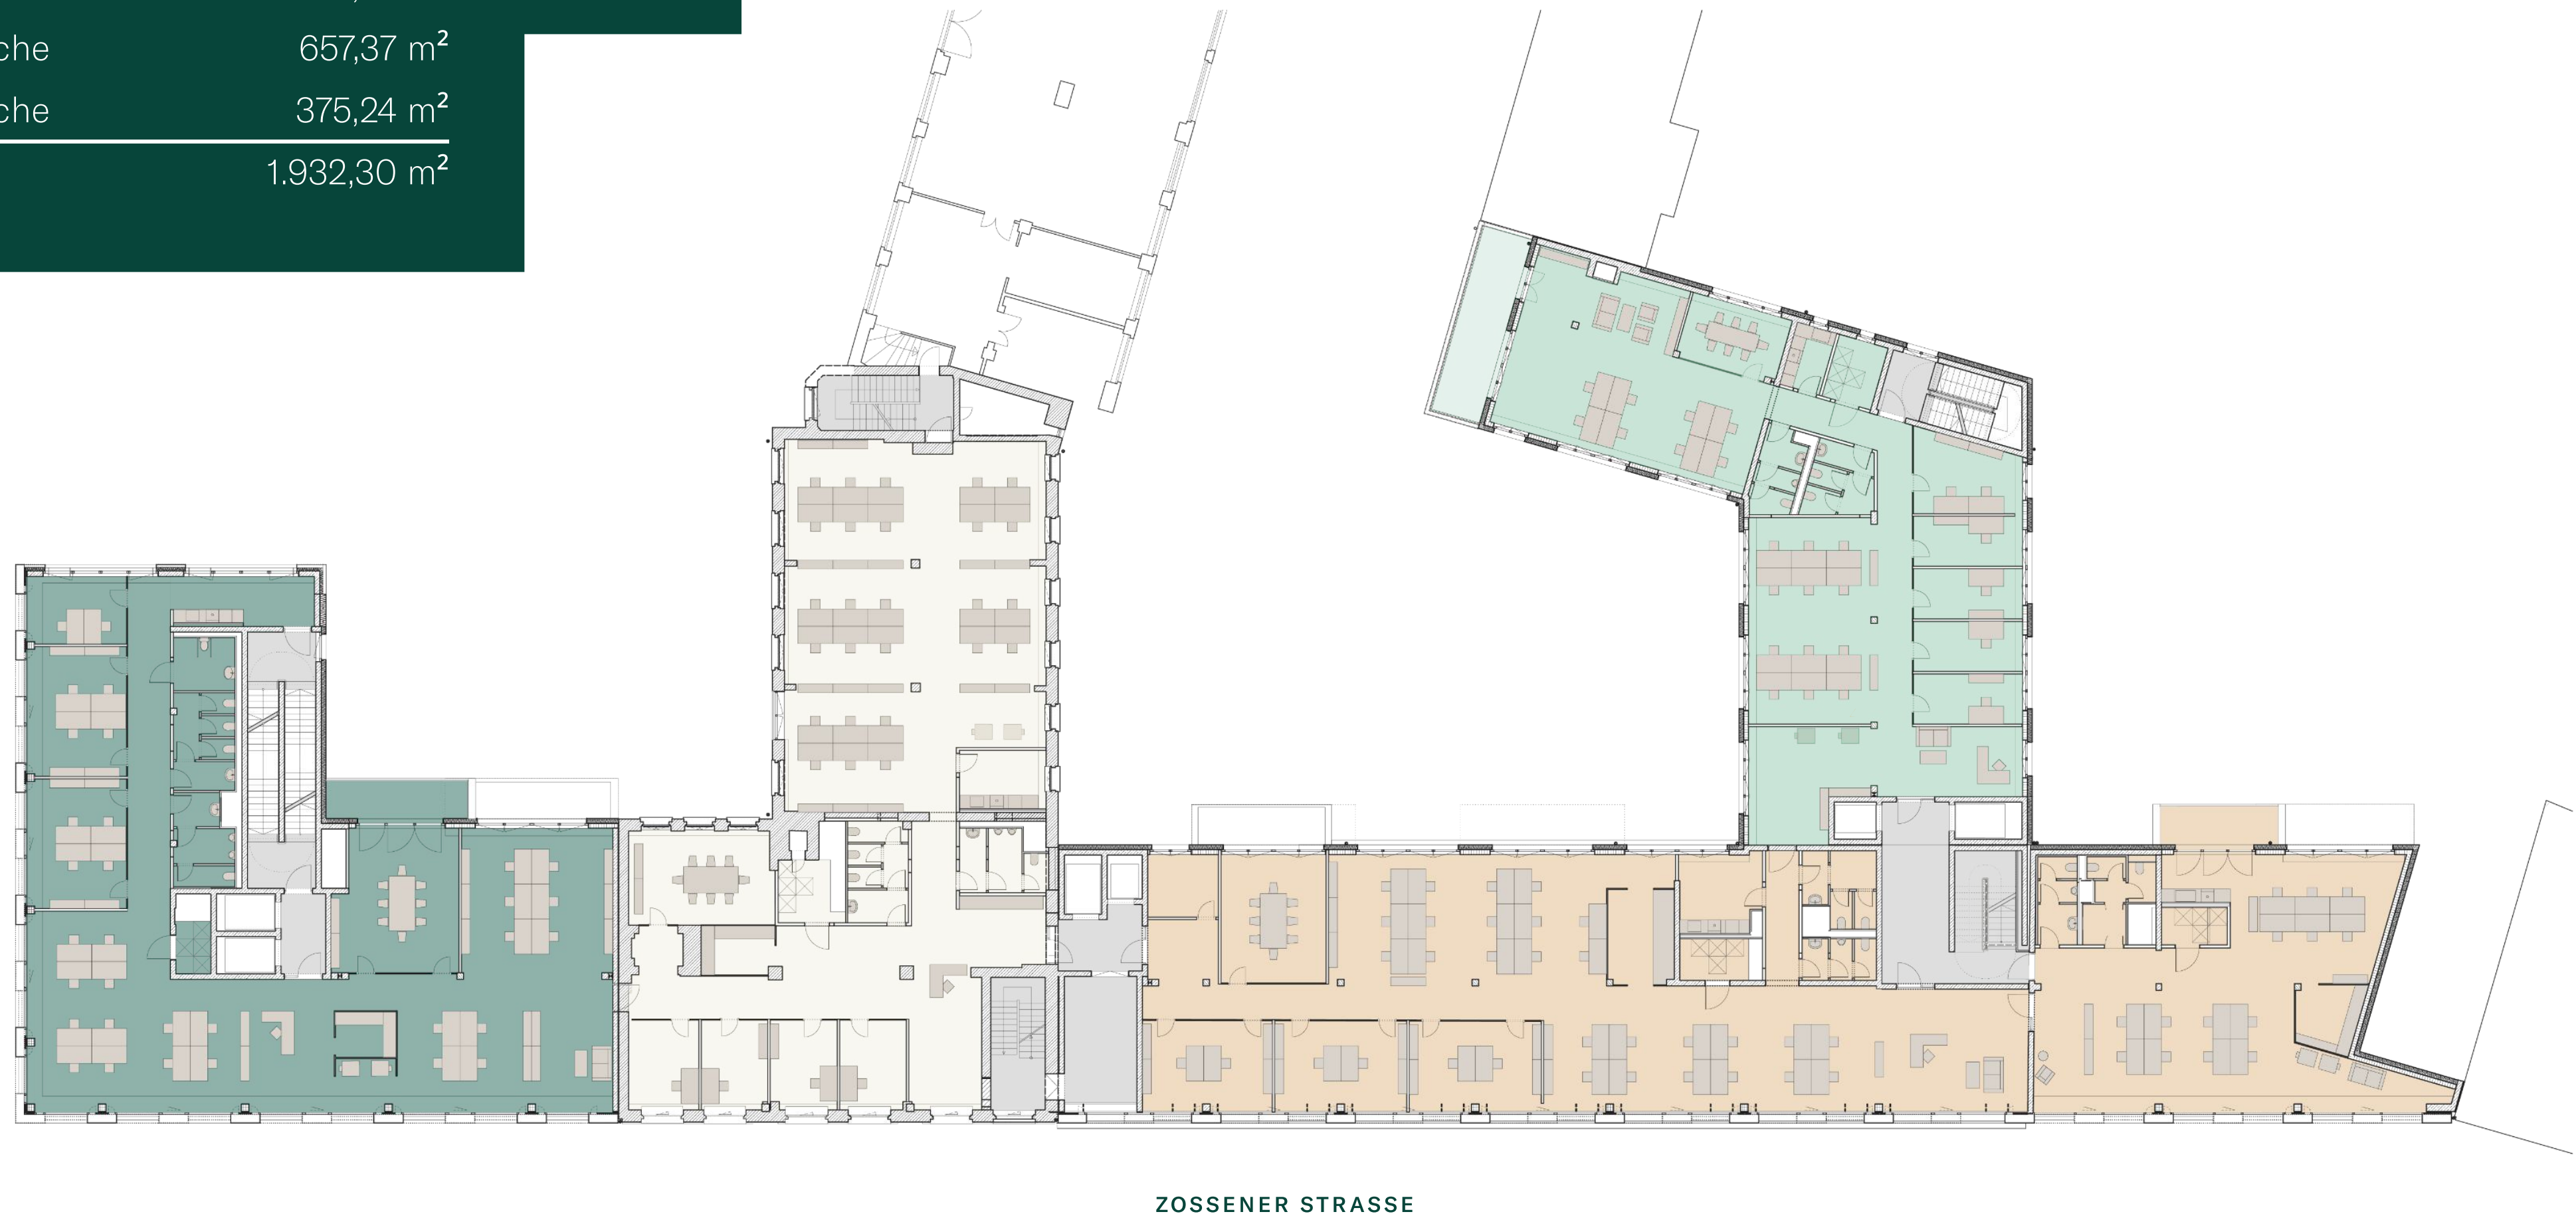 che 657,37 m²
che 375,24 m²
1.932,30 m²
ZOSSENER STRASSE